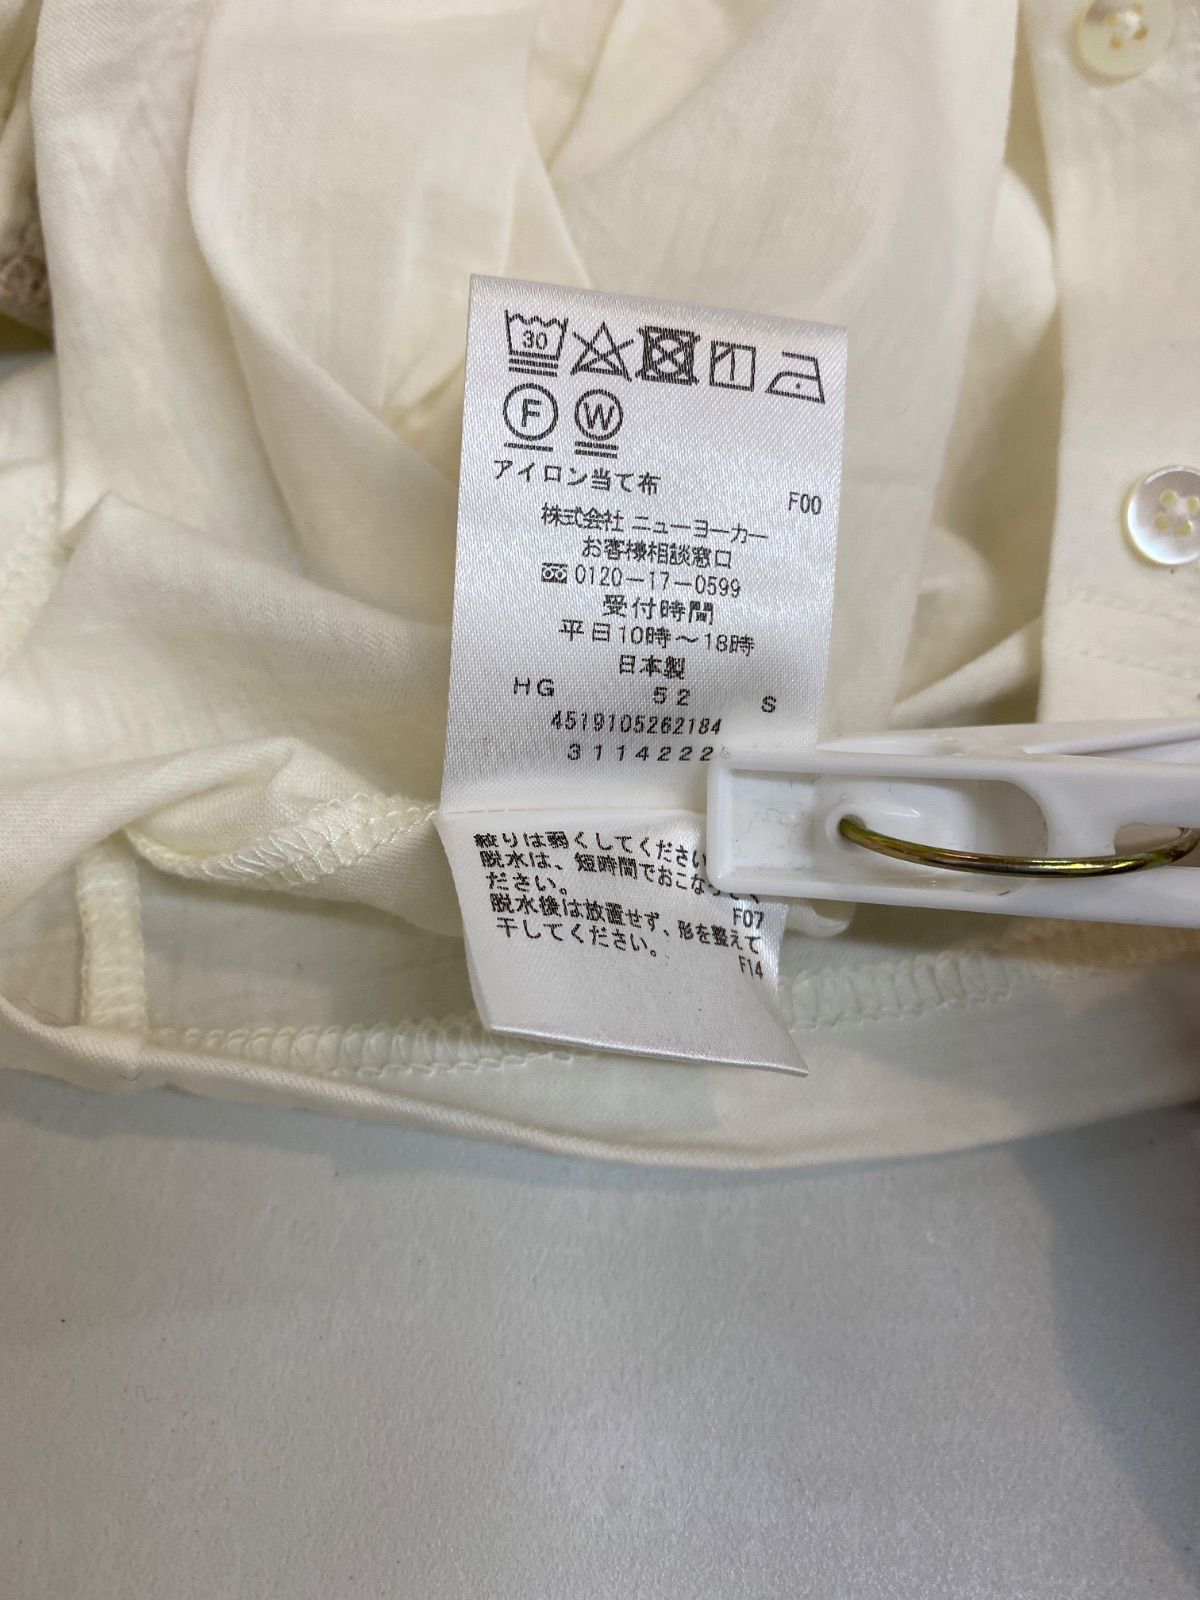 30
F W
アイロン当て布
F00
株式会社 ニューヨーカー
お客様相談窓口
0120-17-0599
受付時間
平日10時～18時
日本製
HG 52 S
4519105262184
3114222
絞りは弱くしてください
脱水は、短時間でおこなってく
ださい。
F07
脱水後は放置せず、形を整えて
干してください。
F14